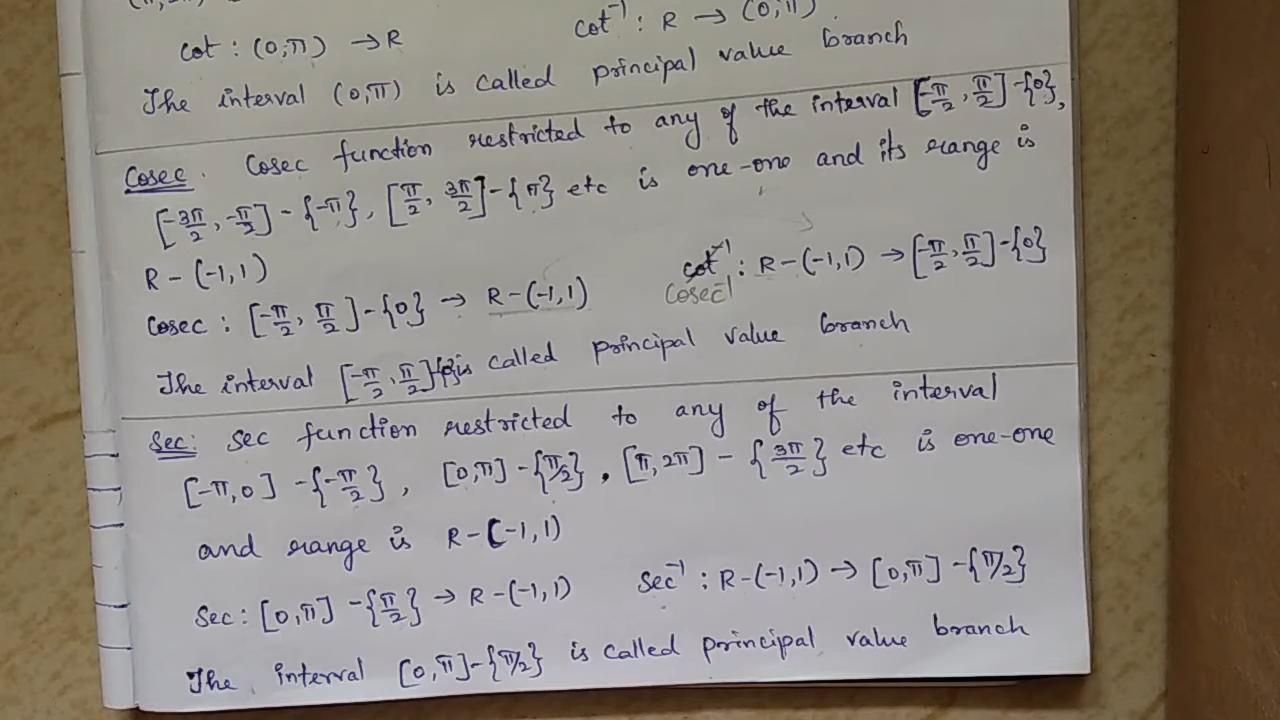 cot : (0,π) → R cot⁻¹ : R → (0,π)
The interval (0,π) is called principal value branch
Cosec. Cosec function restricted to any of the interval [-π/2, π/2]-{0},
[-3π/2, -π/2] - {-π}, [π/2, 3π/2]-{π} etc is one-one and its range is
R - (-1,1)
Cosec : [-π/2, π/2]-{0} → R-(-1,1) cot⁻¹ : R-(-1,1) → [-π/2, π/2]-{0}
Cosec⁻¹
The interval [-π/2, π/2]-{0} is called principal value branch
Sec: Sec function restricted to any of the interval
[-π,0] -{-π/2}, [0,π]-{π/2}, [π,2π] - {3π/2} etc is one-one
and range is R-(-1,1)
Sec: [0,π] -{π/2} → R-(-1,1) Sec⁻¹ : R-(-1,1) → [0,π] -{π/2}
The interval [0,π]-{π/2} is called principal value branch